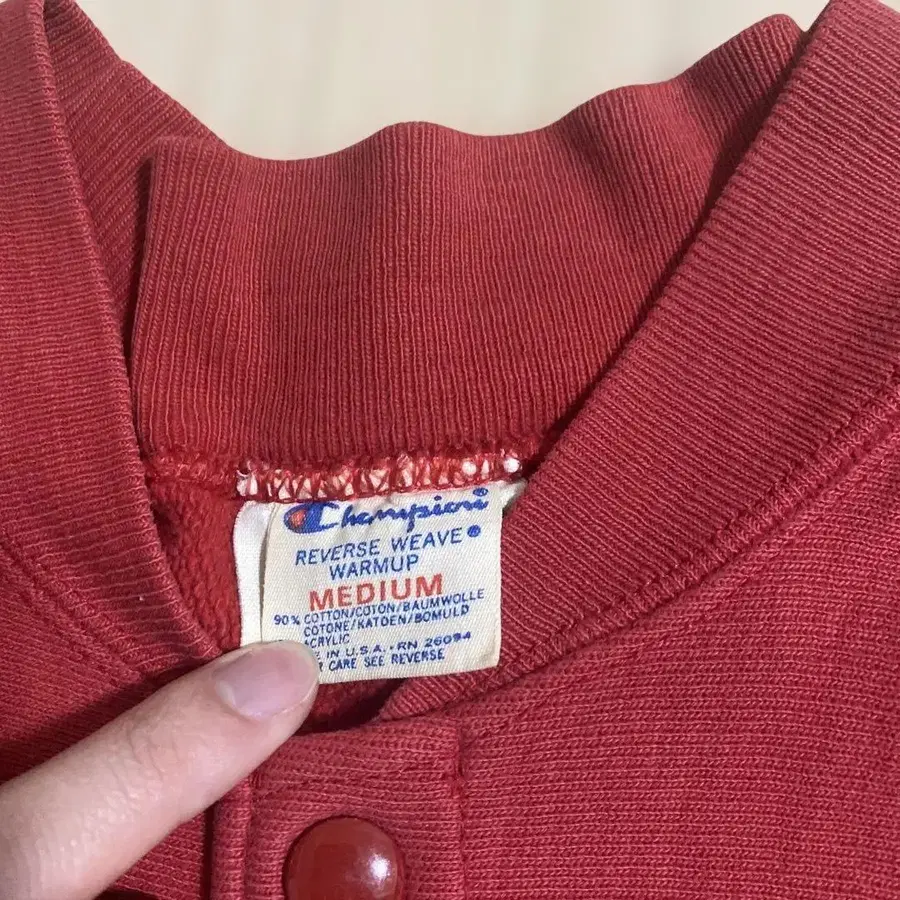 Champion
REVERSE WEAVE®
WARMUP
MEDIUM
90% COTTON/COTON/BAUMWOLLE
COTONE/KATOEN/BOMULD
ACRYLIC
IN U.S.A. • RN 26094
CARE SEE REVERSE